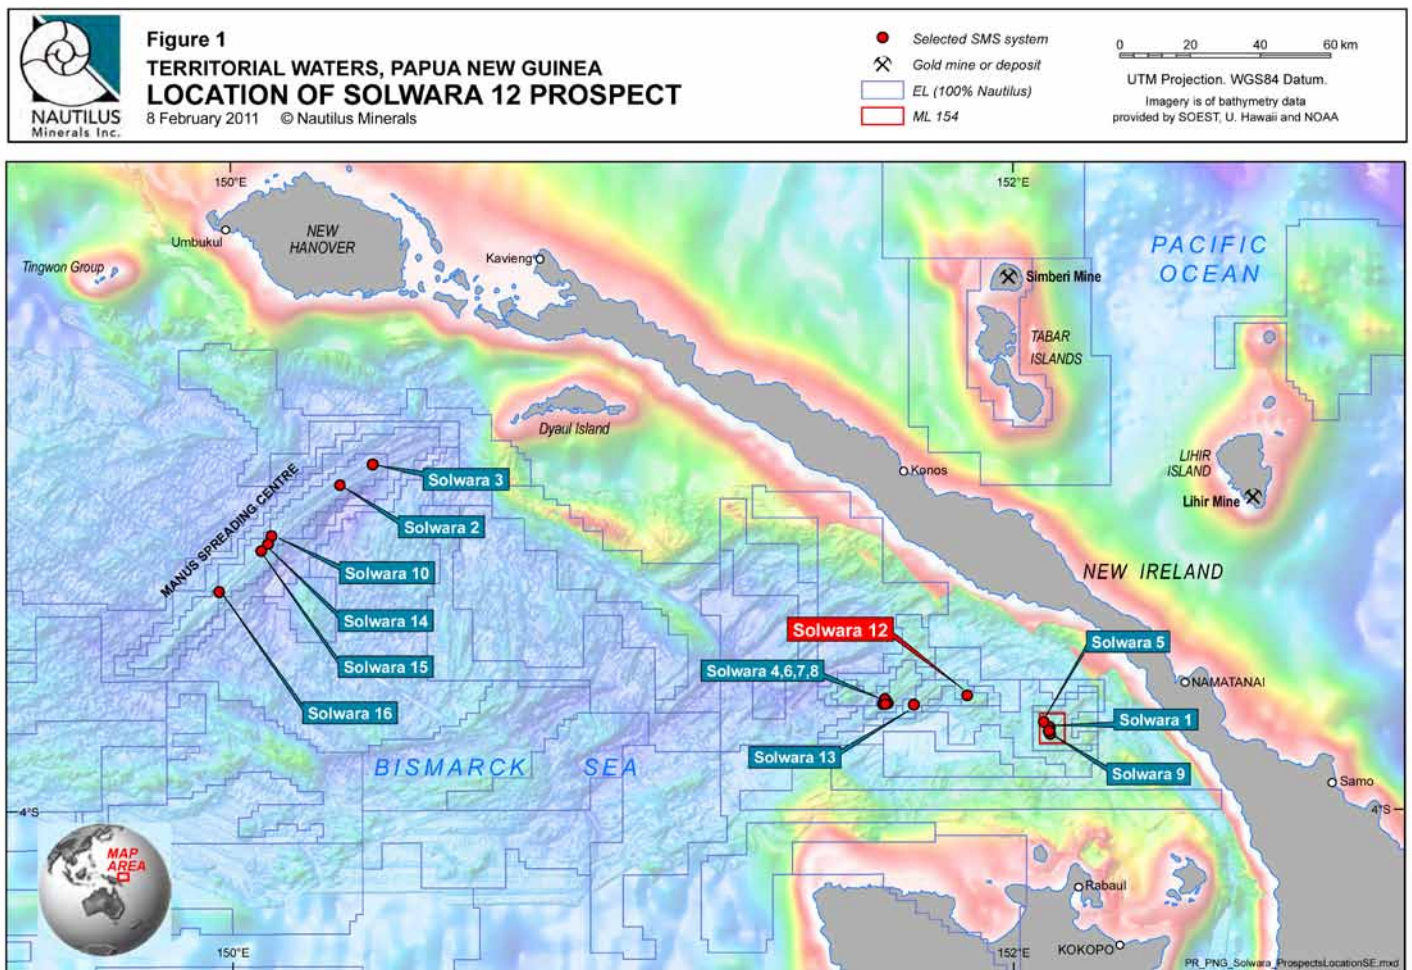 NAUTILUS
Minerals Inc.
Figure 1
TERRITORIAL WATERS, PAPUA NEW GUINEA
LOCATION OF SOLWARA 12 PROSPECT
8 February 2011 © Nautilus Minerals
Selected SMS system
Gold mine or deposit
EL (100% Nautilus)
ML 154
0 20 40 60 km
UTM Projection. WGS84 Datum.
Imagery is of bathymetry data
provided by SOEST, U. Hawaii and NOAA
150°E
152°E
Umbukul
NEW
HANOVER
Tingwon Group
Kavieng
PACIFIC
OCEAN
Simberi Mine
TABAR
ISLANDS
Dyaul Island
Konos
LIHIR
ISLAND
Lihir Mine
MANUS SPREADING CENTRE
Solwara 3
Solwara 2
Solwara 10
Solwara 14
Solwara 15
Solwara 16
NEW IRELAND
Solwara 12
Solwara 4,6,7,8
Solwara 13
Solwara 5
Solwara 1
Solwara 9
NAMATANAI
Samo
BISMARCK SEA
4°S
4°S
MAP
AREA
Rabaul
KOKOPO
150°E
152°E
PR_PNG_Solwara_ProspectsLocationSE.mxd